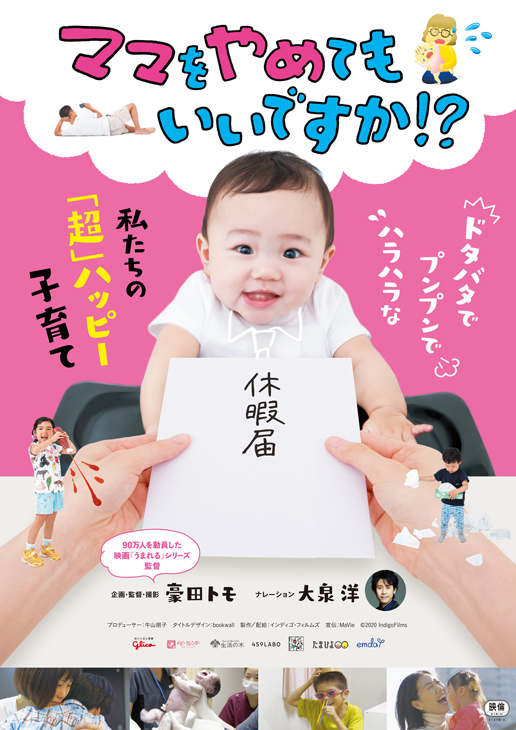 ママをやめても
いいですか!?
ドタバタで
プンプンで
ハラハラな
私たちの
「超」ハッピー
子育て
休暇届
90万人を動員した
映画『うまれる』シリーズ
監督
企画・監督・撮影 豪田トモ ナレーション 大泉 洋
プロデューサー:牛山朋子 タイトルデザイン:bookwall 製作/配給:インディゴ・フィルムズ 宣伝:MaVie ©2020 IndigoFilms
glico 生活の木 459LABO たまひよ emday
映倫